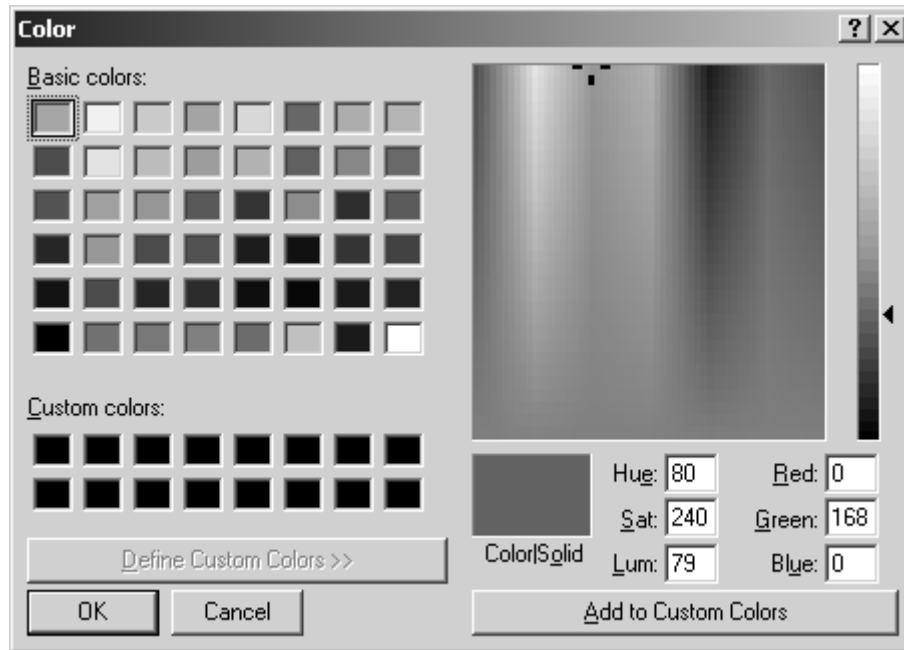 Color
Basic colors:
Custom colors:
Define Custom Colors >>
OK Cancel
Color|Solid
Hue: 80 Red: 0
Sat: 240 Green: 168
Lum: 79 Blue: 0
Add to Custom Colors